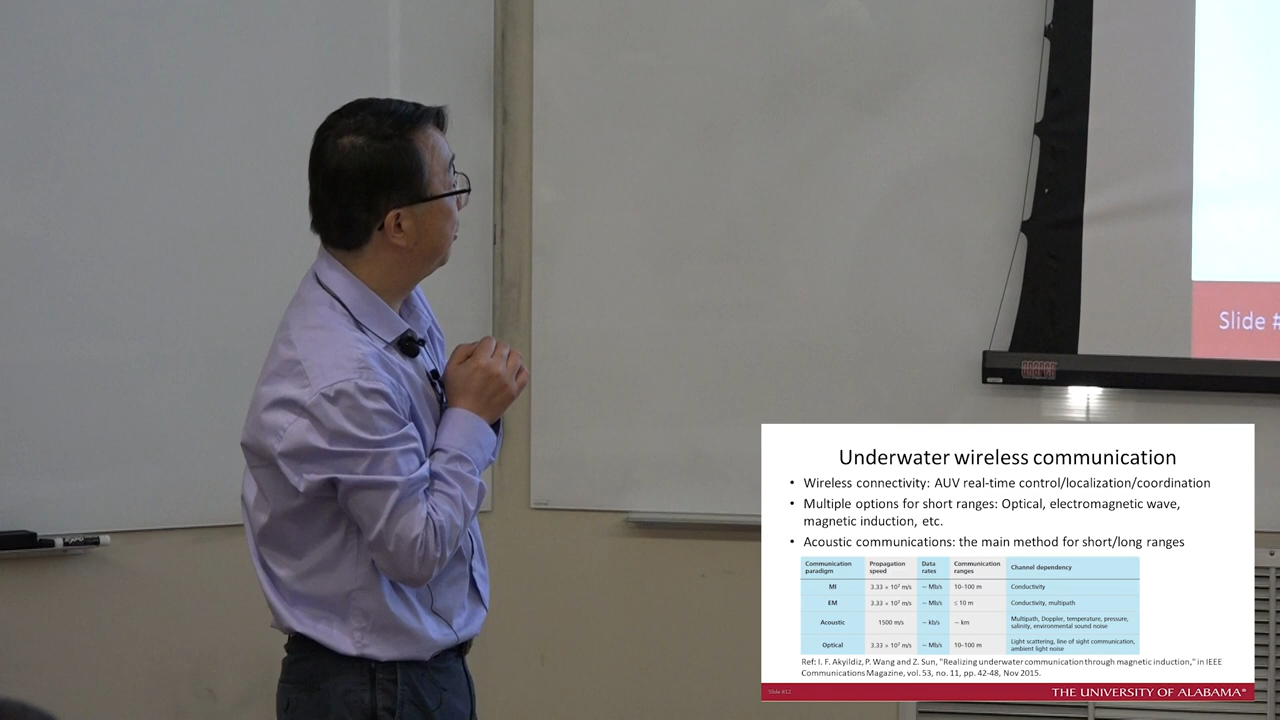 Slide #
EXPO
Underwater wireless communication
• Wireless connectivity: AUV real-time control/localization/coordination
• Multiple options for short ranges: Optical, electromagnetic wave,
magnetic induction, etc.
• Acoustic communications: the main method for short/long ranges
Communication paradigm Propagation speed Data rates Communication ranges Channel dependency
MI 3.33 × 10⁷ m/s ~ Mb/s 10–100 m Conductivity
EM 3.33 × 10⁷ m/s ~ Mb/s ≤ 10 m Conductivity, multipath
Acoustic 1500 m/s ~ kb/s ~ km Multipath, Doppler, temperature, pressure,
salinity, environmental sound noise
Optical 3.33 × 10⁷ m/s ~ Mb/s 10–100 m Light scattering, line of sight communication,
ambient light noise
Ref: I. F. Akyildiz, P. Wang and Z. Sun, "Realizing underwater communication through magnetic induction," in IEEE
Communications Magazine, vol. 53, no. 11, pp. 42-48, Nov 2015.
Slide #12
THE UNIVERSITY OF ALABAMA®